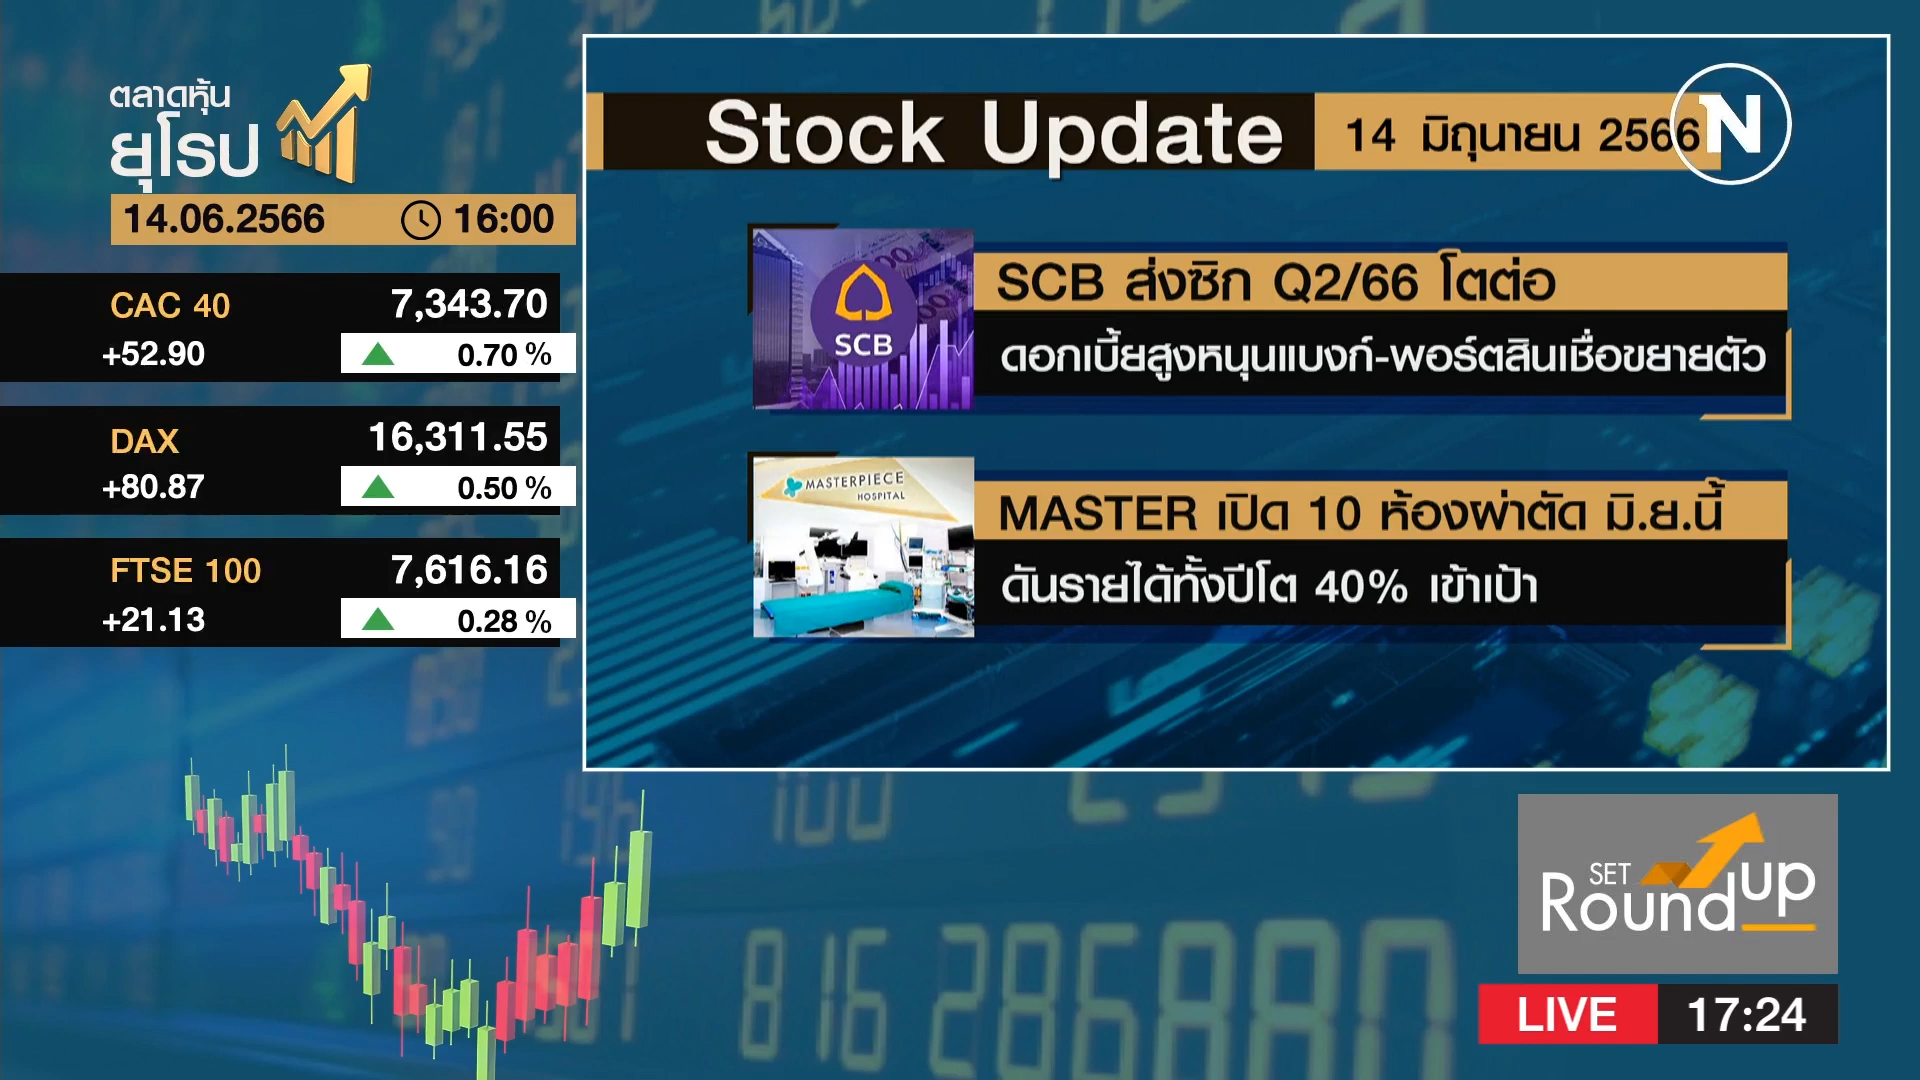 ตลาดหุ้น
ยุโรป
14.06.2566 16:00
CAC 40 7,343.70
+52.90 0.70 %
DAX 16,311.55
+80.87 0.50 %
FTSE 100 7,616.16
+21.13 0.28 %
Stock Update 14 มิถุนายน 2566 N
SCB
SCB ส่งซิก Q2/66 โตต่อ
ดอกเบี้ยสูงหนุนแบงก์-พอร์ตสินเชื่อขยายตัว
MASTERPIECE
HOSPITAL
MASTER เปิด 10 ห้องผ่าตัด มิ.ย.นี้
ดันรายได้ทั้งปีโต 40% เข้าเป้า
SET
Roundup
LIVE 17:24